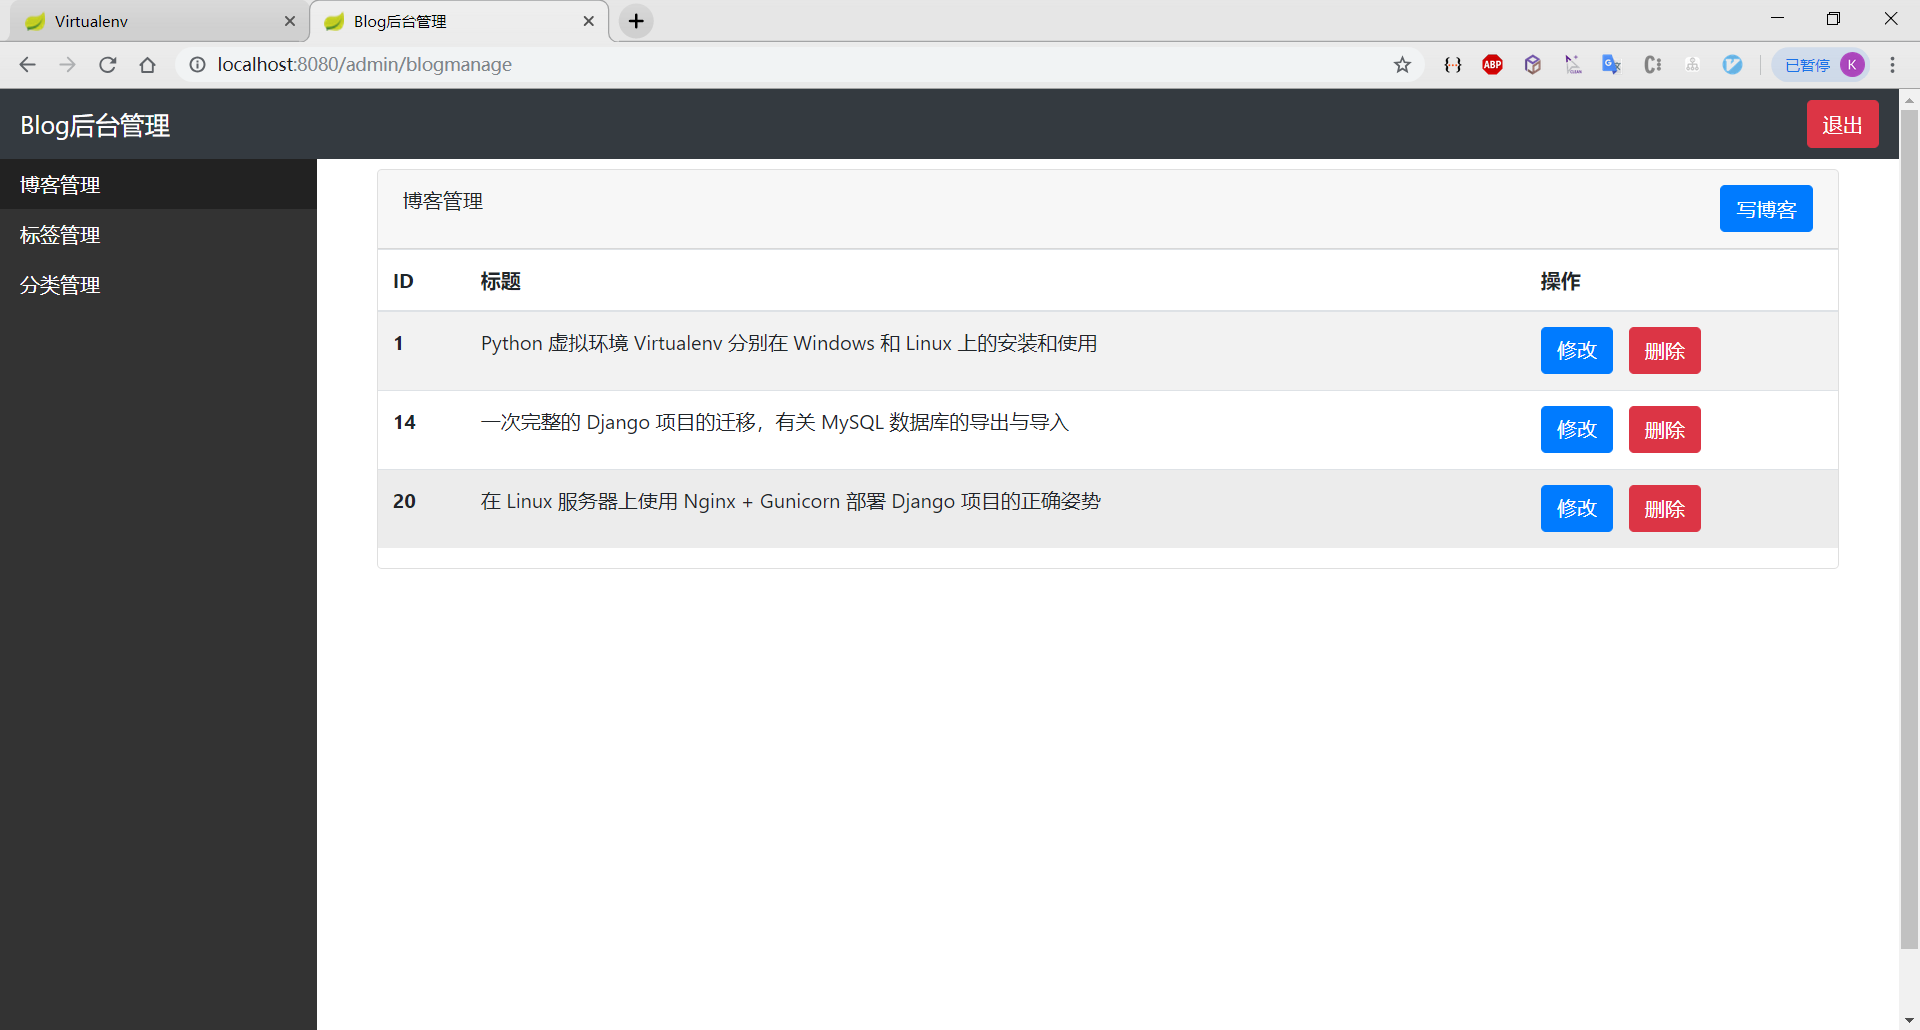 Virtualenv
Blog后台管理
localhost:8080/admin/blogmanage
ABP
已暂停 K
Blog后台管理
退出
博客管理
标签管理
分类管理
博客管理
写博客
ID 标题 操作
1 Python 虚拟环境 Virtualenv 分别在 Windows 和 Linux 上的安装和使用 修改 删除
14 一次完整的 Django 项目的迁移，有关 MySQL 数据库的导出与导入 修改 删除
20 在 Linux 服务器上使用 Nginx + Gunicorn 部署 Django 项目的正确姿势 修改 删除